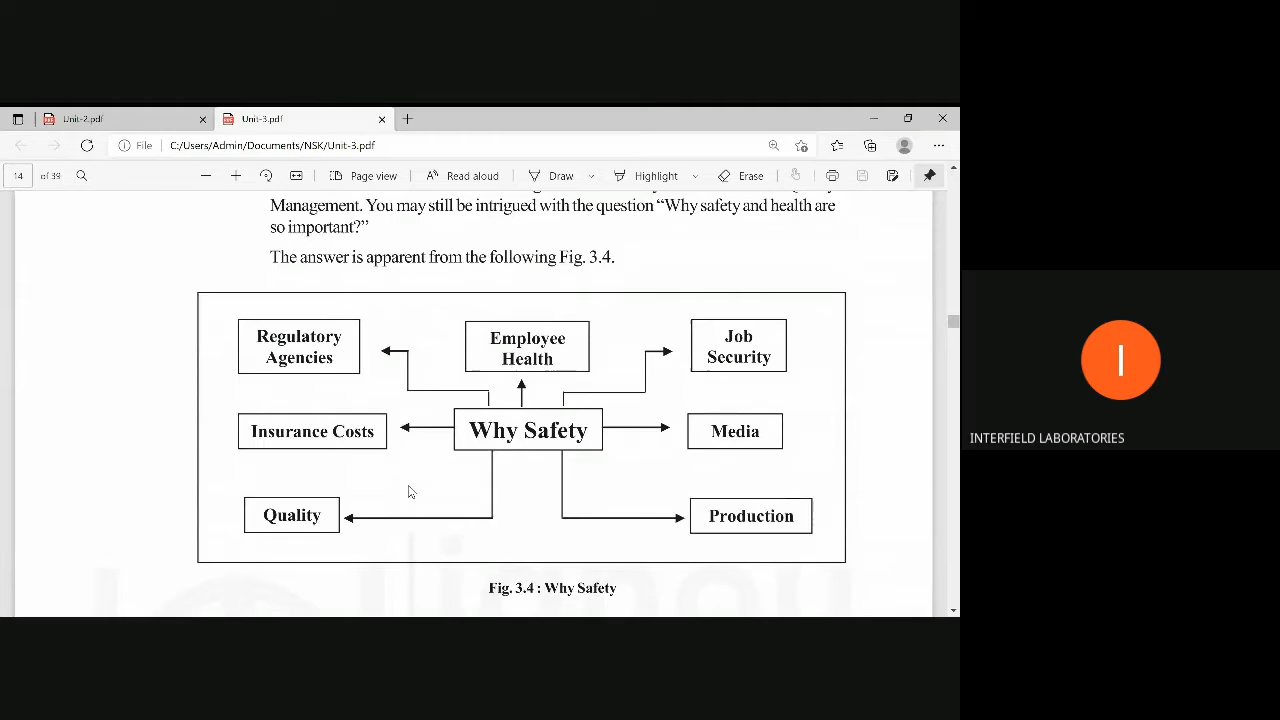 Unit-2.pdf
Unit-3.pdf
File
C:/Users/Admin/Documents/NSK/Unit-3.pdf
14
of 39
Page view
Read aloud
Draw
Highlight
Erase
Management. You may still be intrigued with the question “Why safety and health are
so important?”
The answer is apparent from the following Fig. 3.4.
Regulatory
Agencies
Employee
Health
Job
Security
Insurance Costs
Why Safety
Media
Quality
Production
Fig. 3.4 : Why Safety
ignou
I
INTERFIELD LABORATORIES